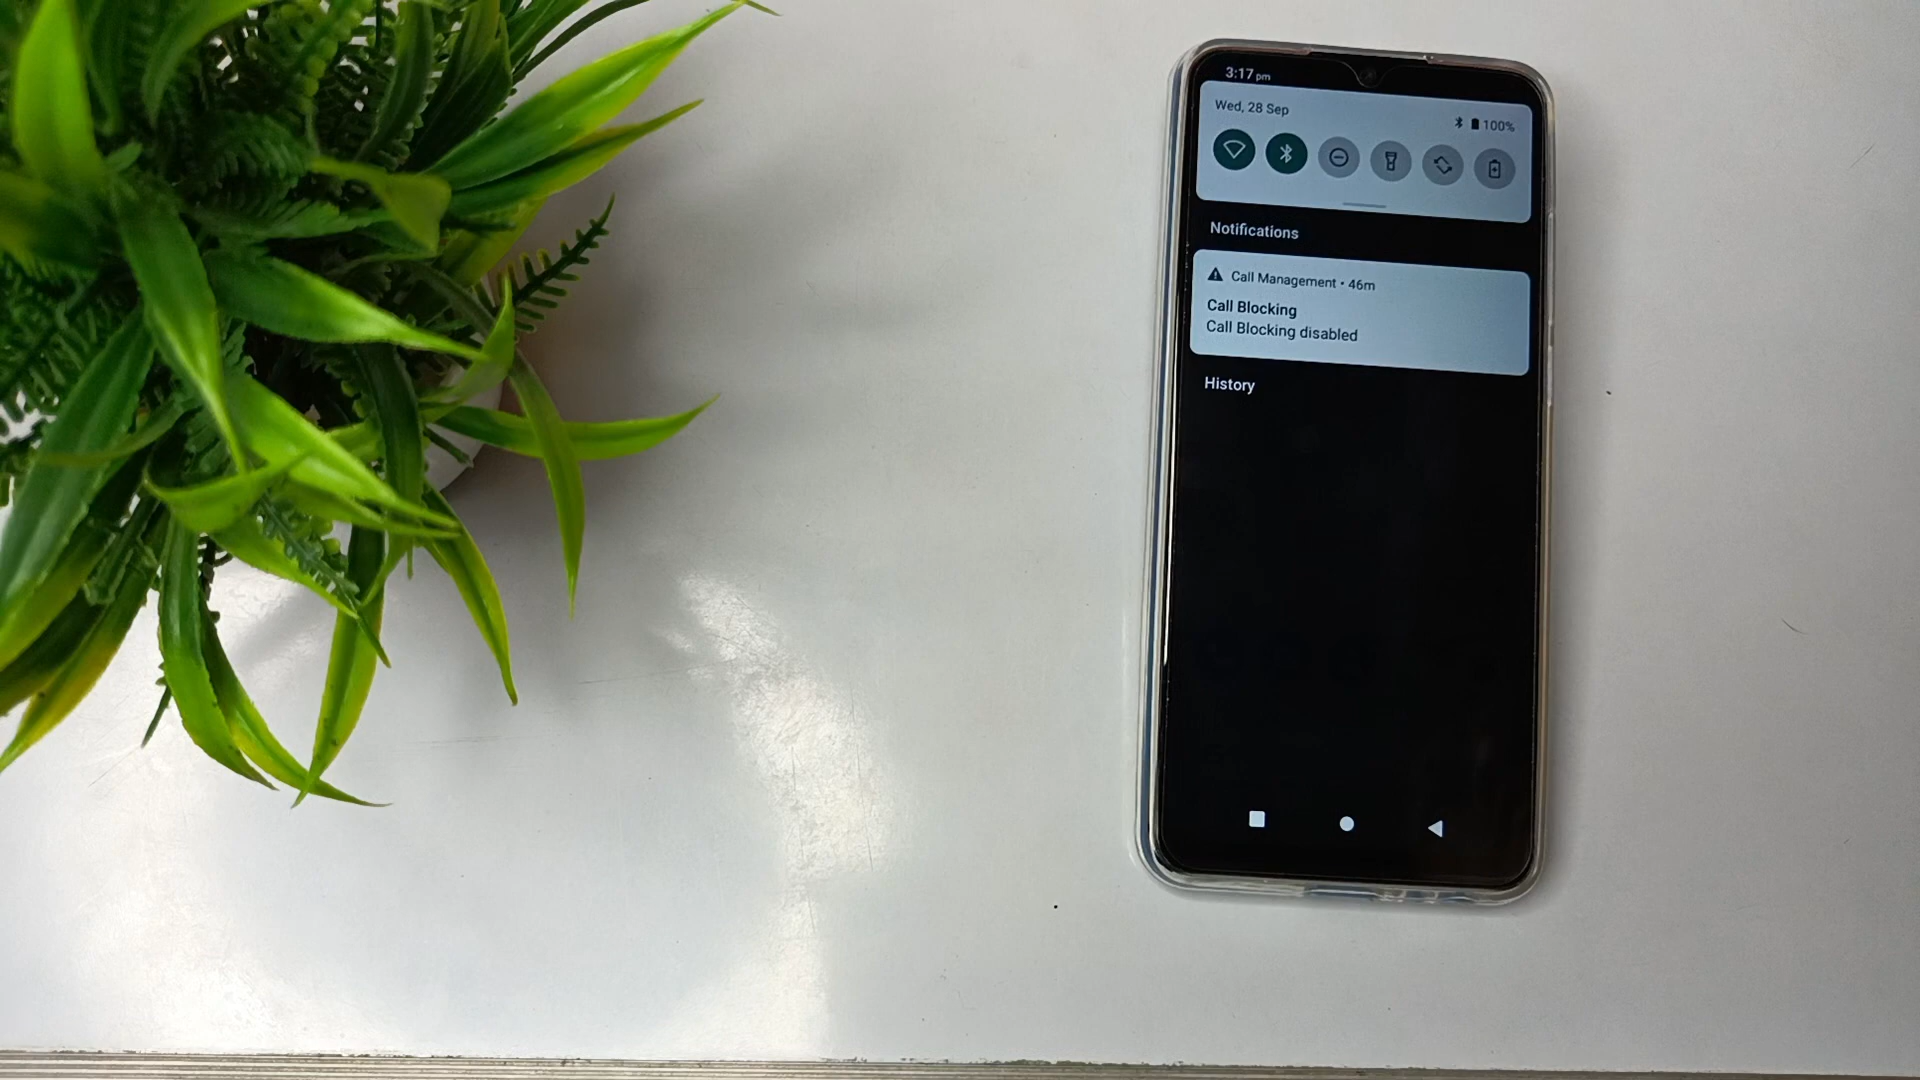 3:17 pm
Wed, 28 Sep
100%
Notifications
Call Management • 46m
Call Blocking
Call Blocking disabled
History